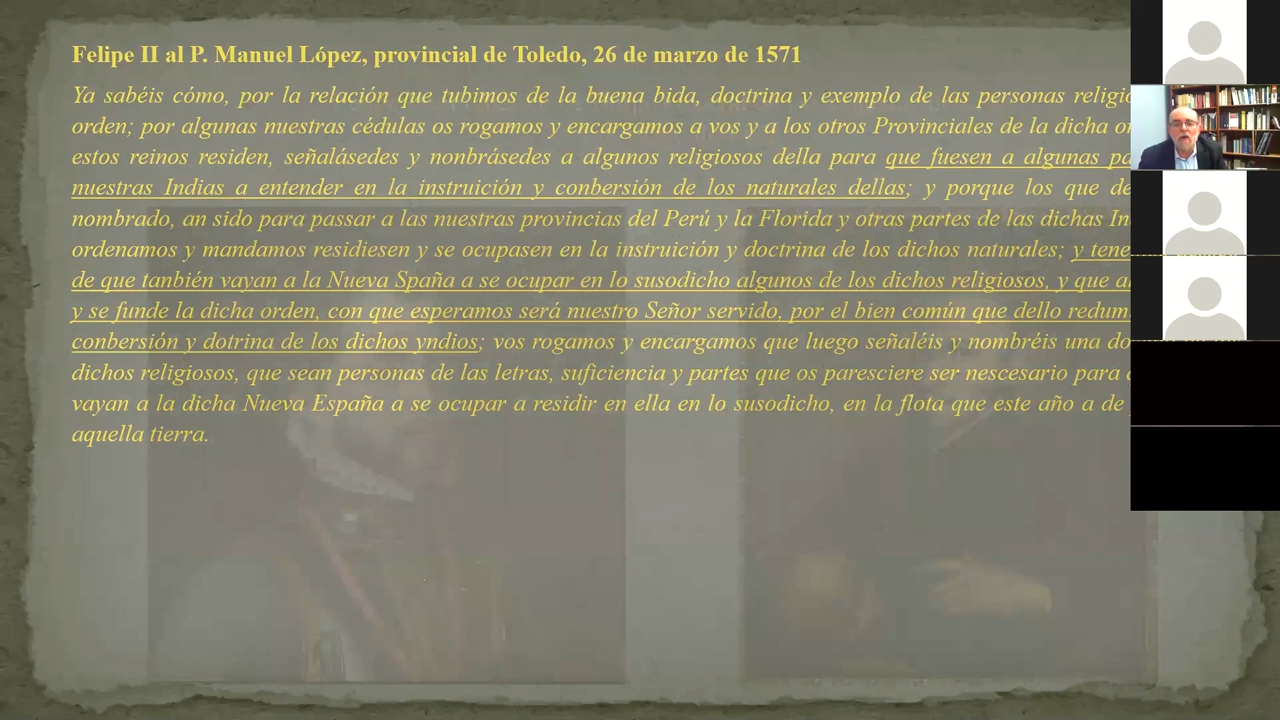 Felipe II al P. Manuel López, provincial de Toledo, 26 de marzo de 1571
Ya sabéis cómo, por la relación que tubimos de la buena bida, doctrina y exemplo de las personas religio
orden; por algunas nuestras cédulas os rogamos y encargamos a vos y a los otros Provinciales de la dicha o
estos reinos residen, señalásedes y nonbrásedes a algunos religiosos della para que fuesen a algunas pa
nuestras Indias a entender en la instruición y conbersión de los naturales dellas; y porque los que de
nombrado, an sido para passar a las nuestras provincias del Perú y la Florida y otras partes de las dichas In
ordenamos y mandamos residiesen y se ocupasen en la instruición y doctrina de los dichos naturales; y tene
de que tanbién vayan a la Nueva Spaña a se ocupar en lo susodicho algunos de los dichos religiosos, y que a
y se funde la dicha orden, con que esperamos será nuestro Señor servido, por el bien común que dello redum
conbersión y dotrina de los dichos yndios; vos rogamos y encargamos que luego señaléis y nombréis una do
dichos religiosos, que sean personas de las letras, suficiencia y partes que os paresciere ser nescesario para
vayan a la dicha Nueva España a se ocupar a residir en ella en lo susodicho, en la flota que este año a de
aquella tierra.